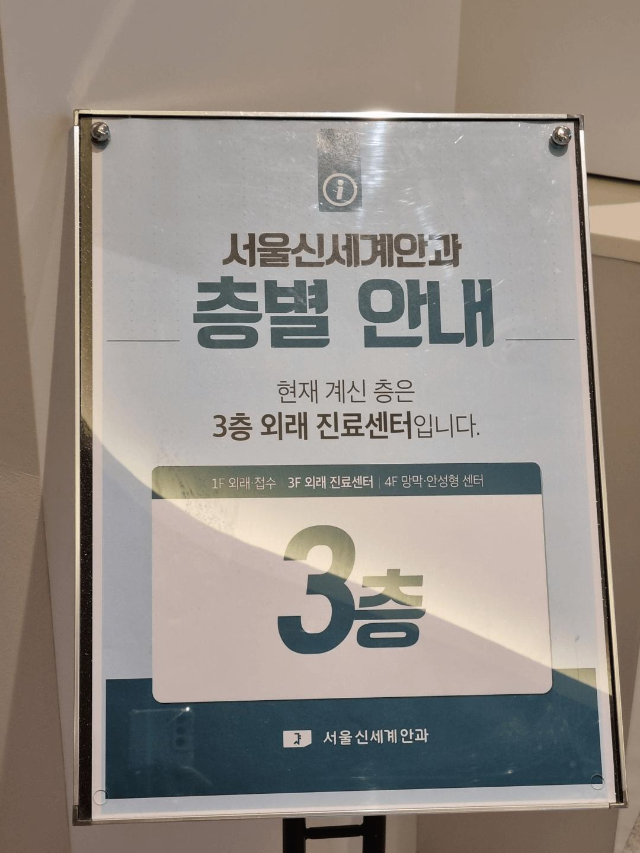 서울신세계안과
층별 안내
현재 계신 층은
3층 외래 진료센터입니다.
1F 외래·접수 | 3F 외래 진료센터 | 4F 망막·안성형 센터
3층
서울신세계안과